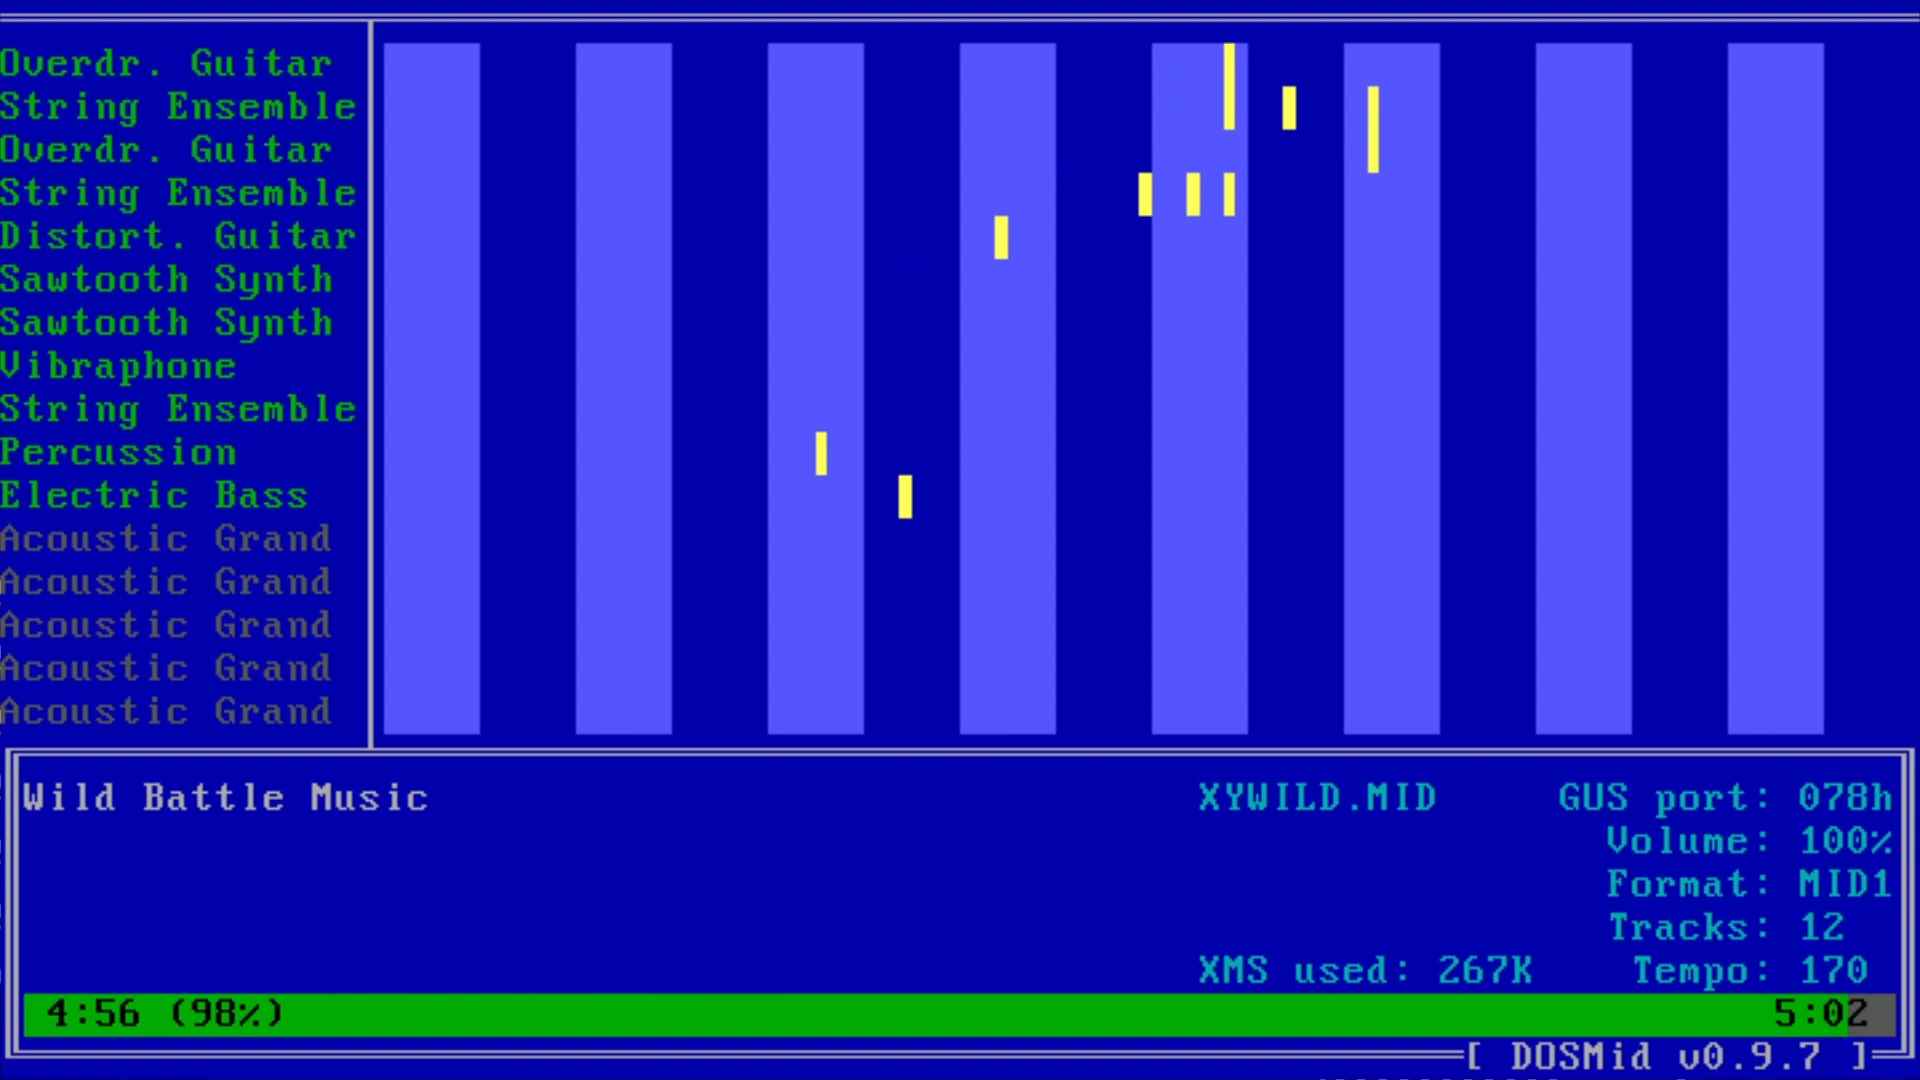 Overdr. Guitar
String Ensemble
Overdr. Guitar
String Ensemble
Distort. Guitar
Sawtooth Synth
Sawtooth Synth
Vibraphone
String Ensemble
Percussion
Electric Bass
Acoustic Grand
Acoustic Grand
Acoustic Grand
Acoustic Grand
Acoustic Grand
Wild Battle Music XYWILD.MID GUS port: 078h
Volume: 100%
Format: MID1
Tracks: 12
XMS used: 267K Tempo: 170
4:56 (98%) 5:02
[ DOSMid v0.9.7 ]